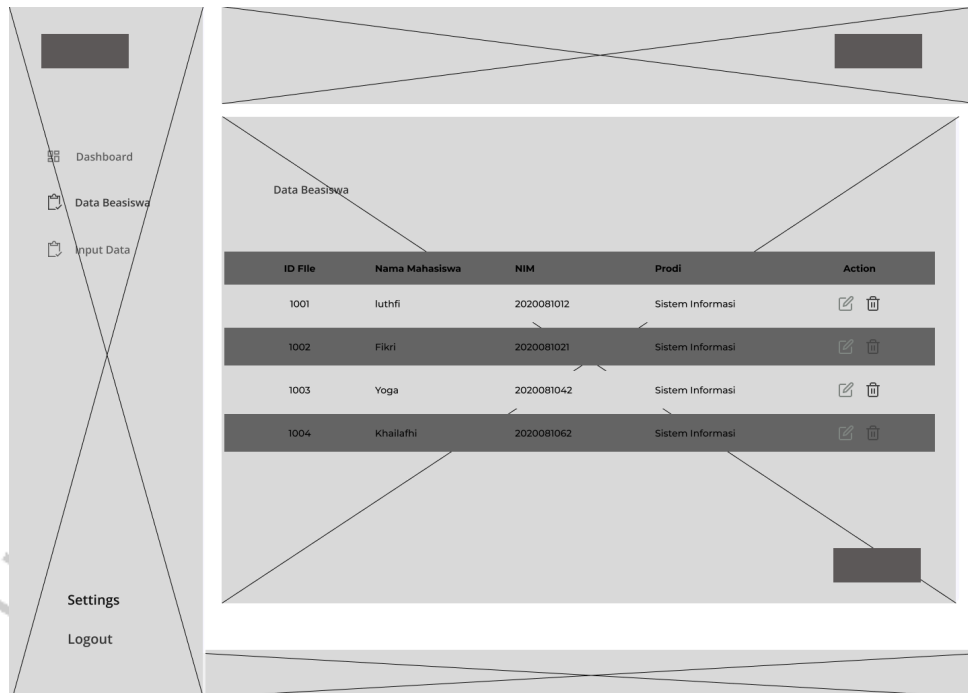 Dashboard
Data Beasiswa
Input Data
Settings
Logout
Data Beasiswa
ID FIle Nama Mahasiswa NIM Prodi Action
1001 luthfi 2020081012 Sistem Informasi
1002 Fikri 2020081021 Sistem Informasi
1003 Yoga 2020081042 Sistem Informasi
1004 Khailafhi 2020081062 Sistem Informasi